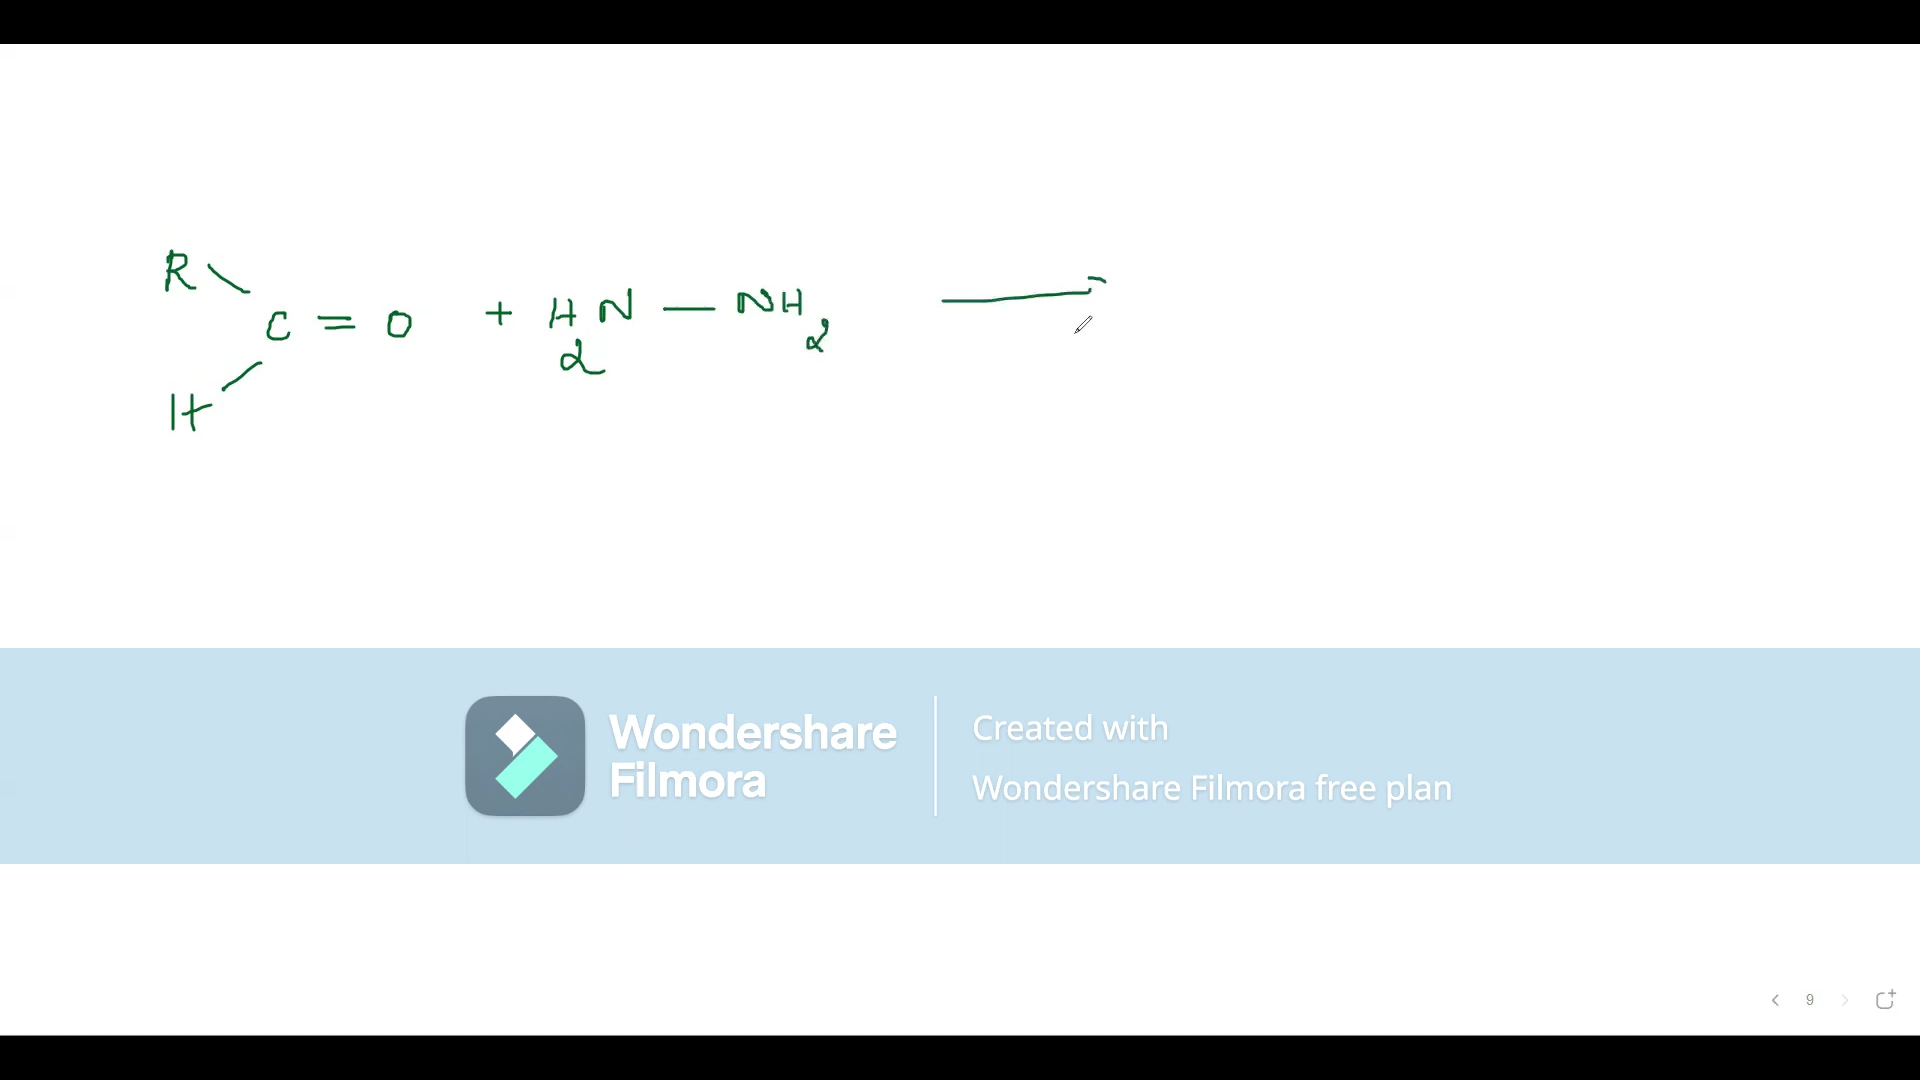 R
C = O + H2N — NH2
H
Wondershare
Filmora
Created with
Wondershare Filmora free plan
9